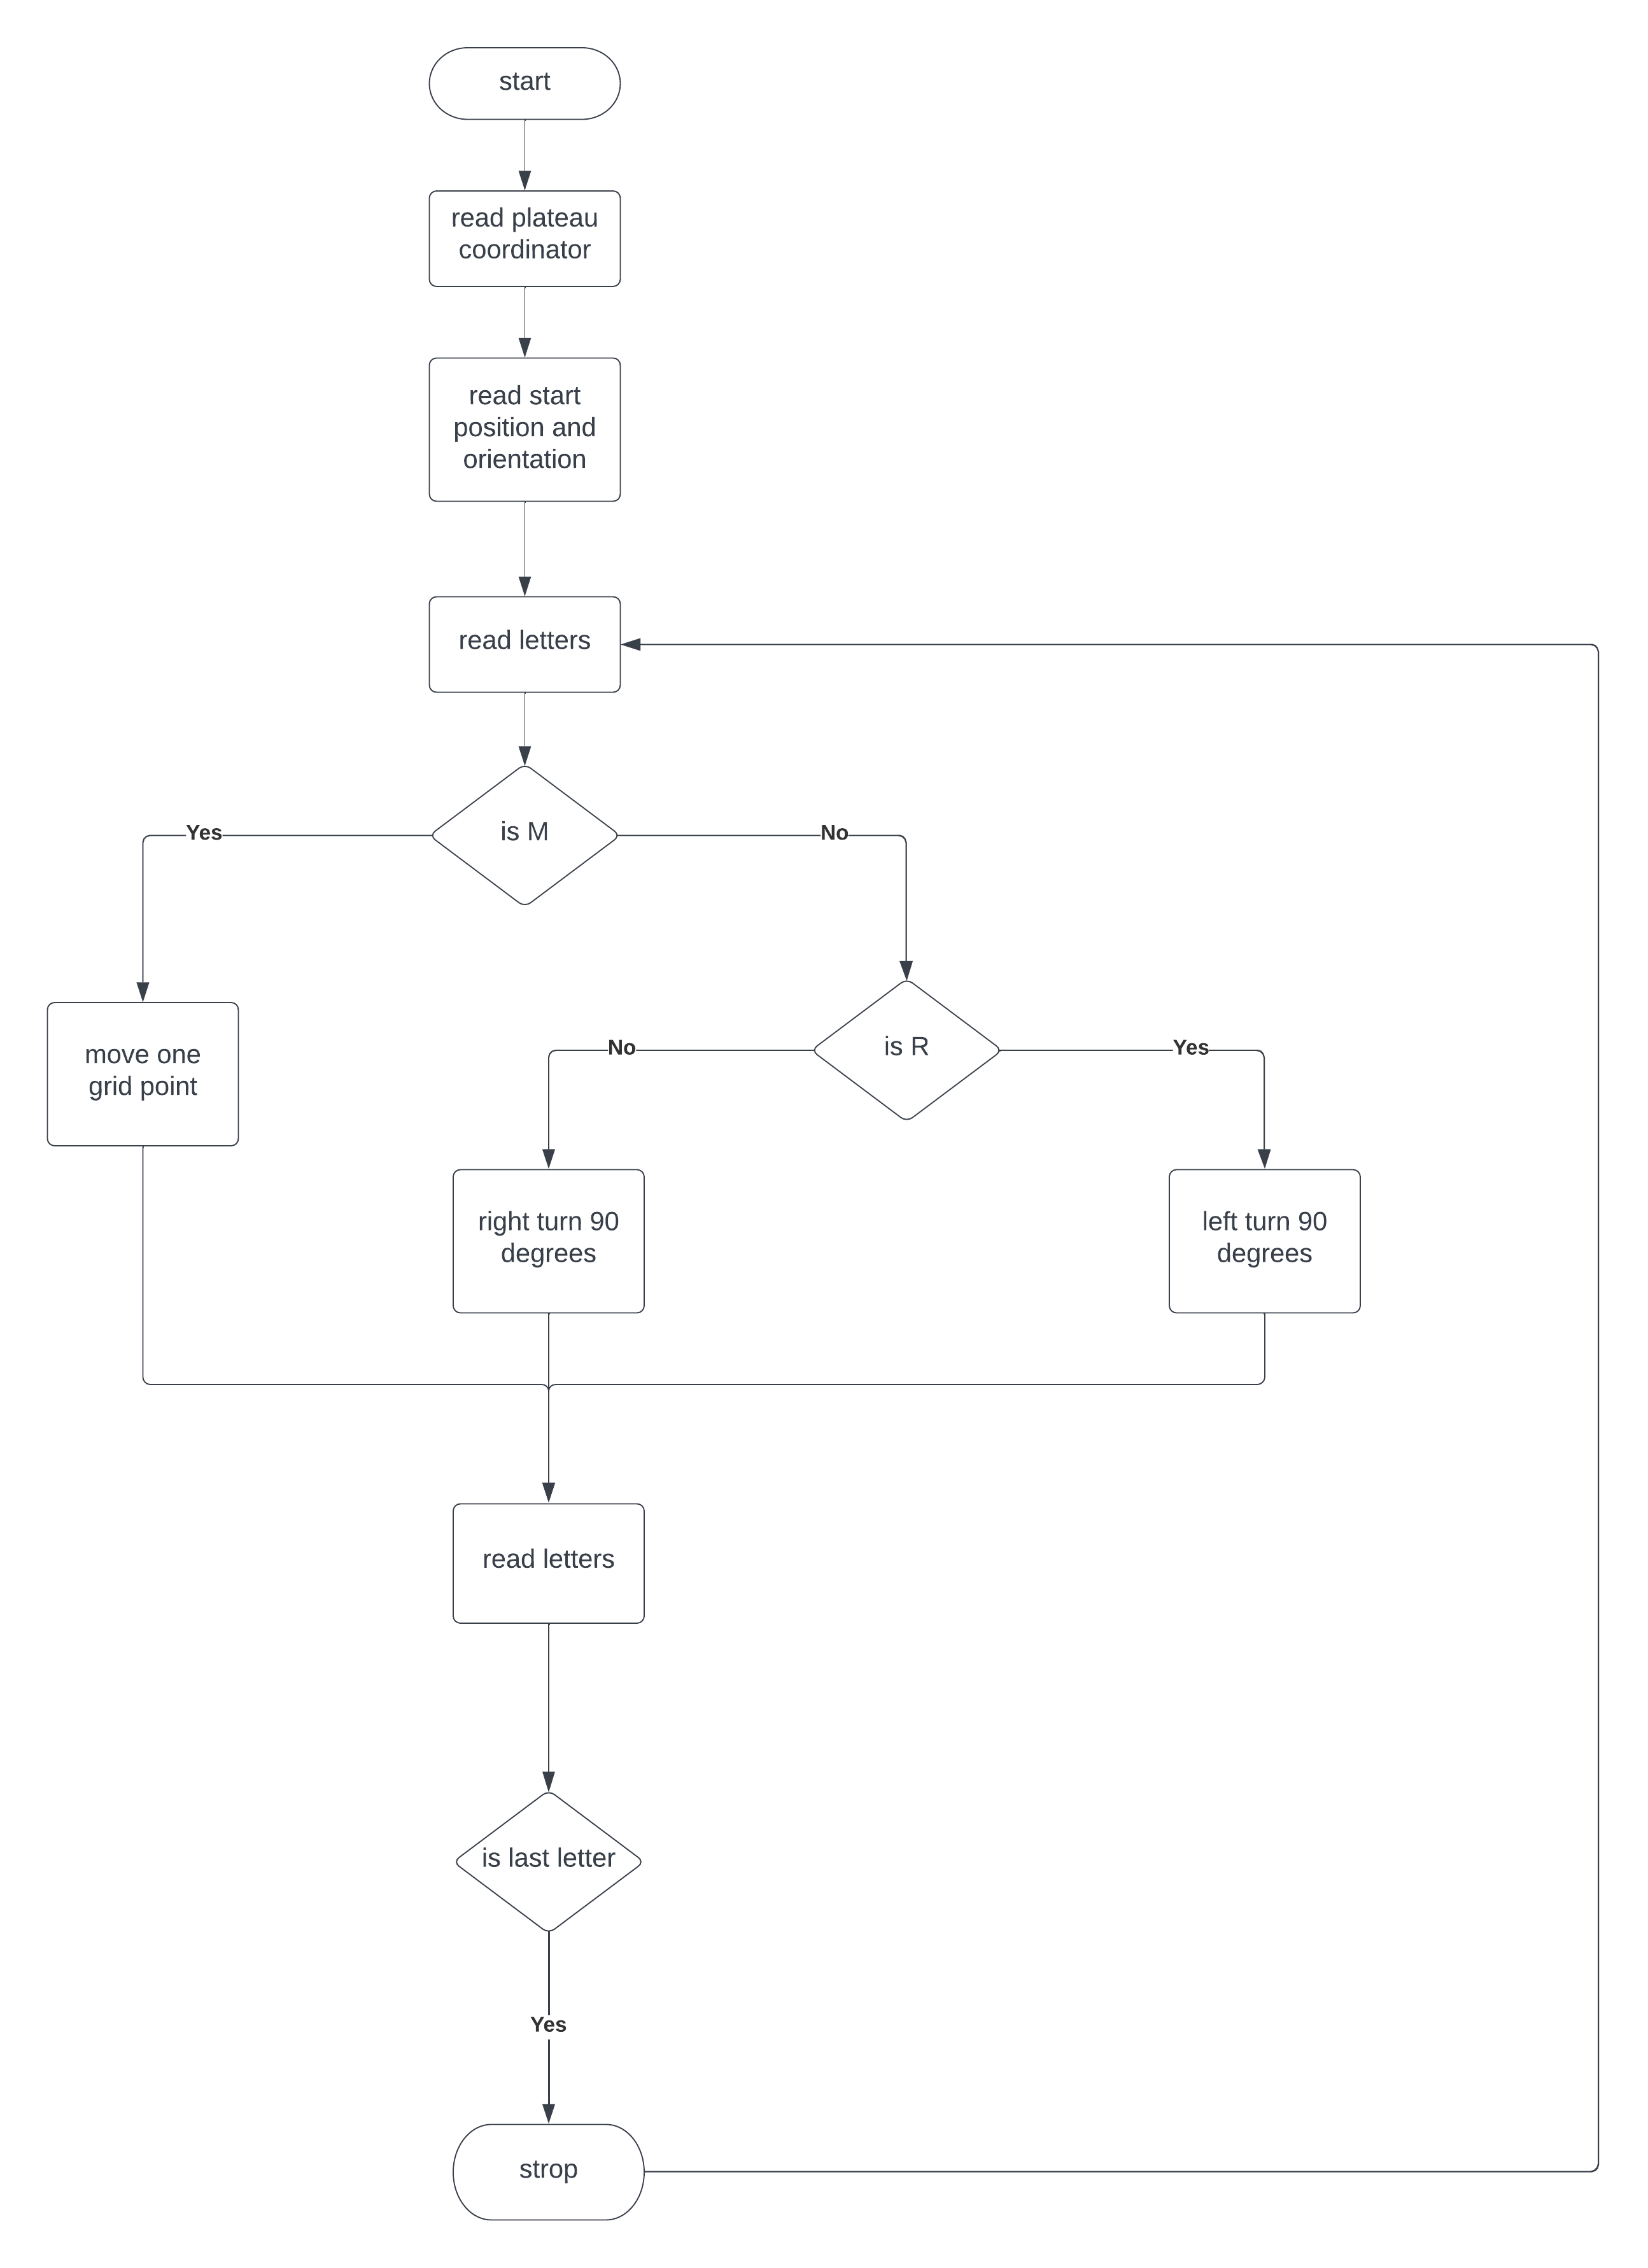 start
read plateau
coordinator
read start
position and
orientation
read letters
is M
Yes
No
is R
No
Yes
move one
grid point
right turn 90
degrees
left turn 90
degrees
read letters
is last letter
Yes
strop